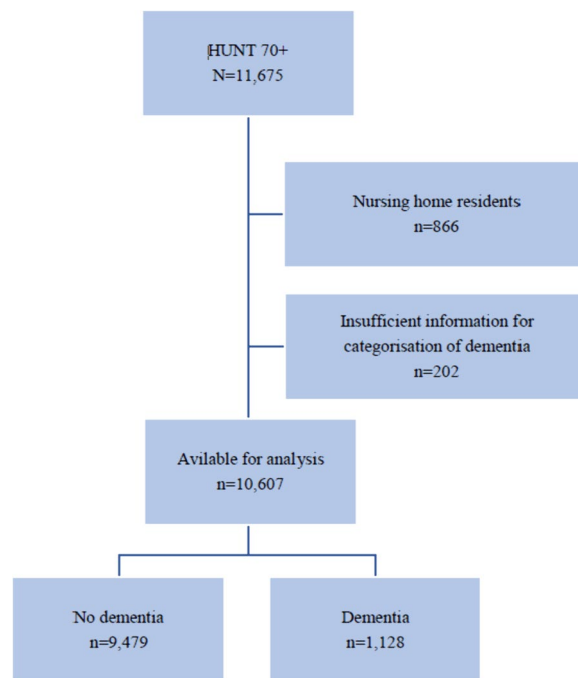 HUNT 70+
N=11,675
Nursing home residents
n=866
Insufficient information for
categorisation of dementia
n=202
Avilable for analysis
n=10,607
No dementia
n=9,479
Dementia
n=1,128